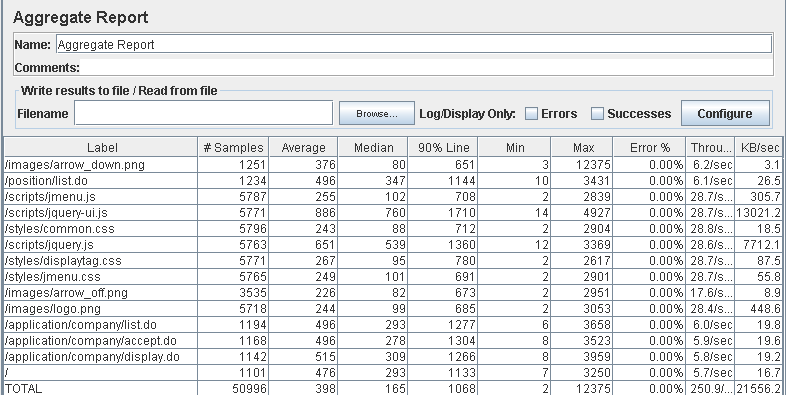 Aggregate Report
Name: Aggregate Report
Comments:
Write results to file / Read from file
Filename Browse... Log/Display Only: Errors Successes Configure
Label # Samples Average Median 90% Line Min Max Error % Throu... KB/sec
/images/arrow_down.png 1251 376 80 651 3 12375 0.00% 6.2/sec 3.1
/position/list.do 1234 496 347 1144 10 3431 0.00% 6.1/sec 26.5
/scripts/jmenu.js 5787 255 102 708 2 2839 0.00% 28.7/s... 305.7
/scripts/jquery-ui.js 5771 886 760 1710 14 4927 0.00% 28.7/s... 13021.2
/styles/common.css 5796 243 88 712 2 2904 0.00% 28.8/s... 18.5
/scripts/jquery.js 5763 651 539 1360 12 3369 0.00% 28.6/s... 7712.1
/styles/displaytag.css 5771 267 95 780 2 2617 0.00% 28.7/s... 87.5
/styles/jmenu.css 5765 249 101 691 2 2901 0.00% 28.7/s... 55.8
/images/arrow_off.png 3535 226 82 673 2 2951 0.00% 17.6/s... 8.9
/images/logo.png 5718 244 99 685 2 3053 0.00% 28.4/s... 448.6
/application/company/list.do 1194 496 293 1277 6 3658 0.00% 6.0/sec 19.8
/application/company/accept.do 1168 496 278 1304 8 3523 0.00% 5.9/sec 19.6
/application/company/display.do 1142 515 309 1266 8 3959 0.00% 5.8/sec 19.2
/ 1101 476 293 1133 7 3250 0.00% 5.7/sec 16.7
TOTAL 50996 398 165 1068 2 12375 0.00% 250.9/... 21556.2